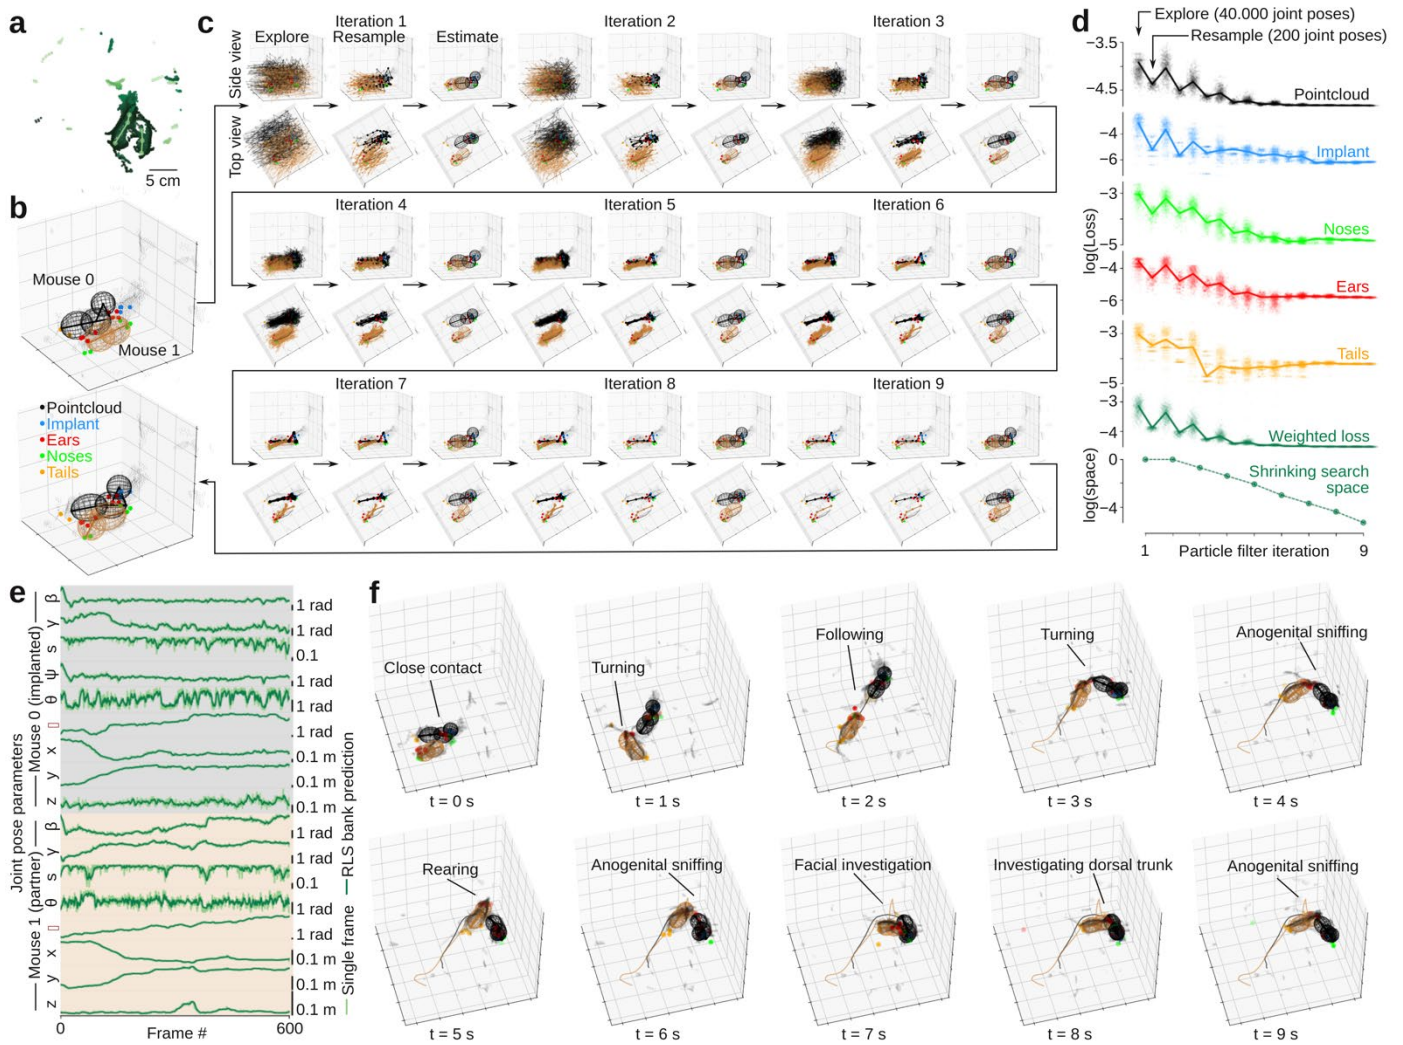 a
5 cm
b
Mouse 0
Mouse 1
Pointcloud
Implant
Ears
Noses
Tails
c
Side view
Top view
Iteration 1
Iteration 2
Iteration 3
Explore
Resample
Estimate
Iteration 4
Iteration 5
Iteration 6
Iteration 7
Iteration 8
Iteration 9
d
Explore (40.000 joint poses)
Resample (200 joint poses)
−3.5
−4.5
Pointcloud
−4
−6
Implant
−3
−5
Noses
log(Loss)
−4
−6
Ears
−3
−5
Tails
−3
−4
Weighted loss
0
−4
log(space)
Shrinking search
space
1
Particle filter iteration
9
e
Joint pose parameters
Mouse 0 (implanted)
Mouse 1 (partner)
β
1 rad
γ
1 rad
s
0.1
ψ
1 rad
θ
1 rad
1 rad
x
0.1 m
y
0.1 m
z
0.1 m
β
1 rad
γ
1 rad
s
0.1
θ
1 rad
1 rad
x
0.1 m
y
0.1 m
z
0.1 m
0
Frame #
600
Single frame
RLS bank prediction
f
Close contact
t = 0 s
Turning
t = 1 s
Following
t = 2 s
Turning
t = 3 s
Anogenital sniffing
t = 4 s
Rearing
t = 5 s
Anogenital sniffing
t = 6 s
Facial investigation
t = 7 s
Investigating dorsal trunk
t = 8 s
Anogenital sniffing
t = 9 s